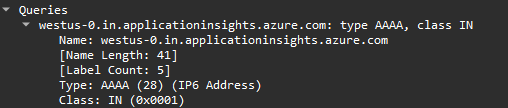 Queries
westus-0.in.applicationinsights.azure.com: type AAAA, class IN
Name: westus-0.in.applicationinsights.azure.com
[Name Length: 41]
[Label Count: 5]
Type: AAAA (28) (IP6 Address)
Class: IN (0x0001)